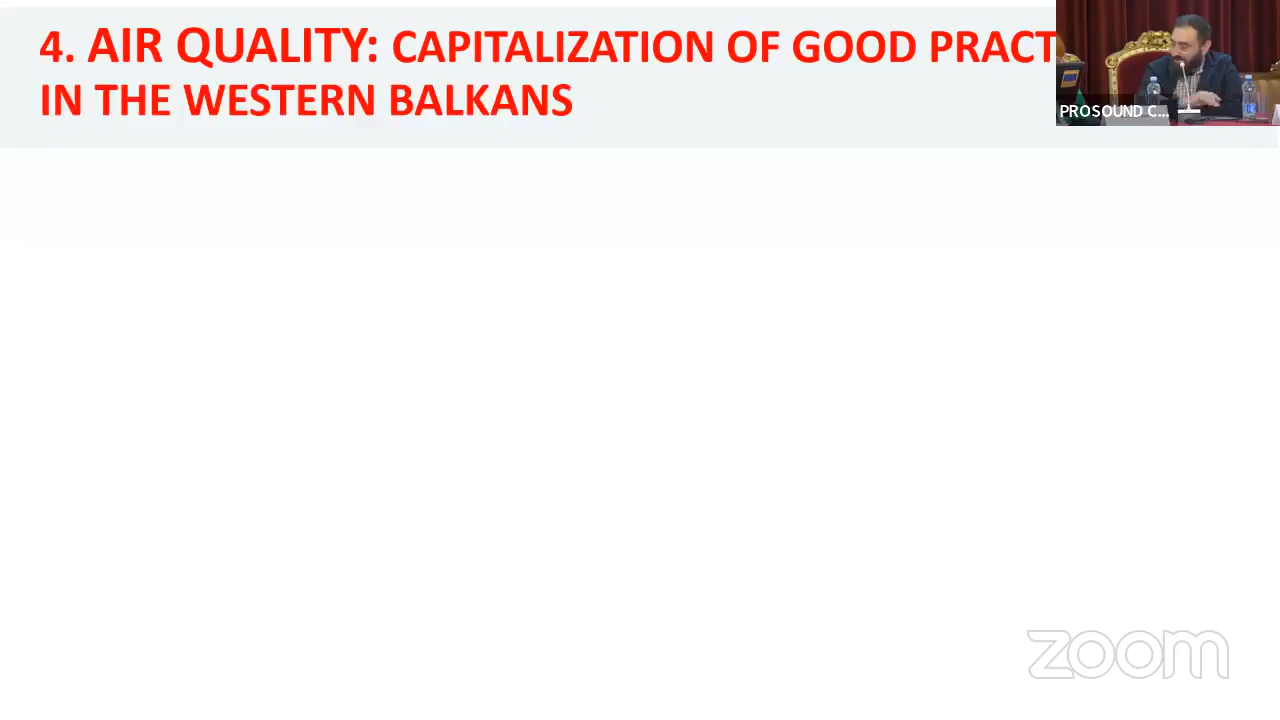 4. AIR QUALITY: CAPITALIZATION OF GOOD PRACT
IN THE WESTERN BALKANS
PROSOUND C...
zoom